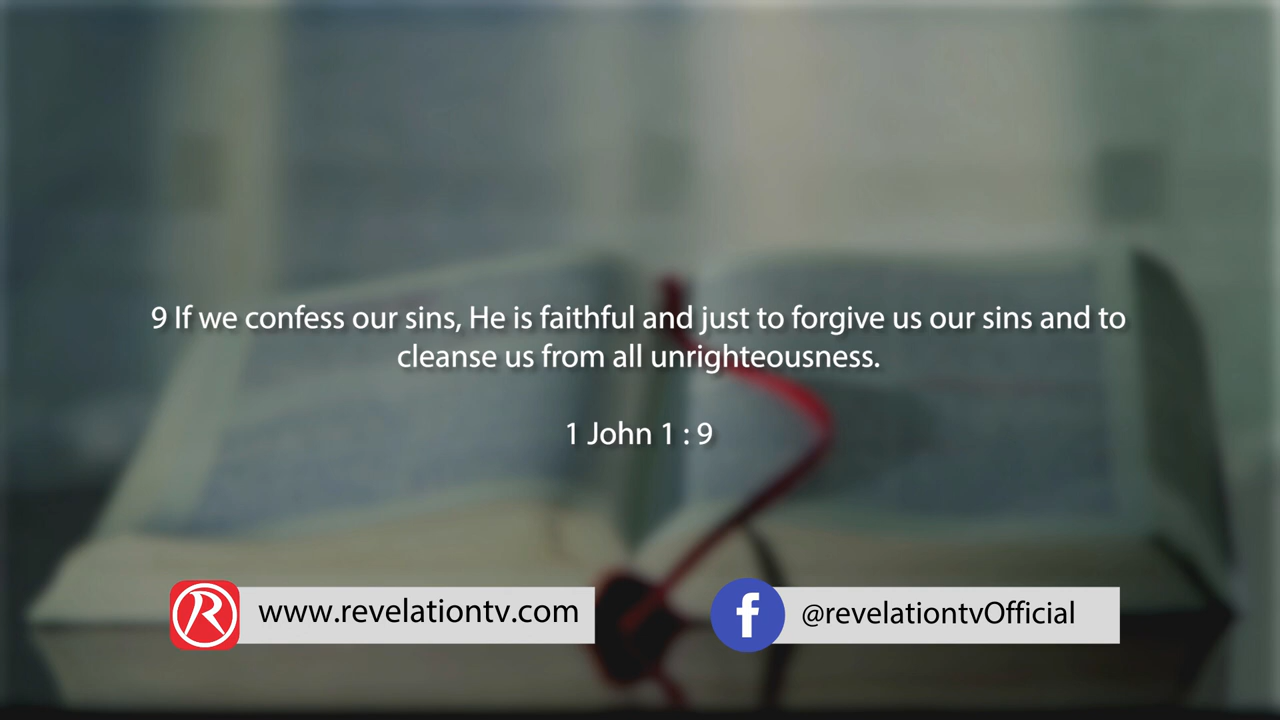 9 If we confess our sins, He is faithful and just to forgive us our sins and to
cleanse us from all unrighteousness.
1 John 1 : 9
R www.revelationtv.com
f @revelationtvOfficial